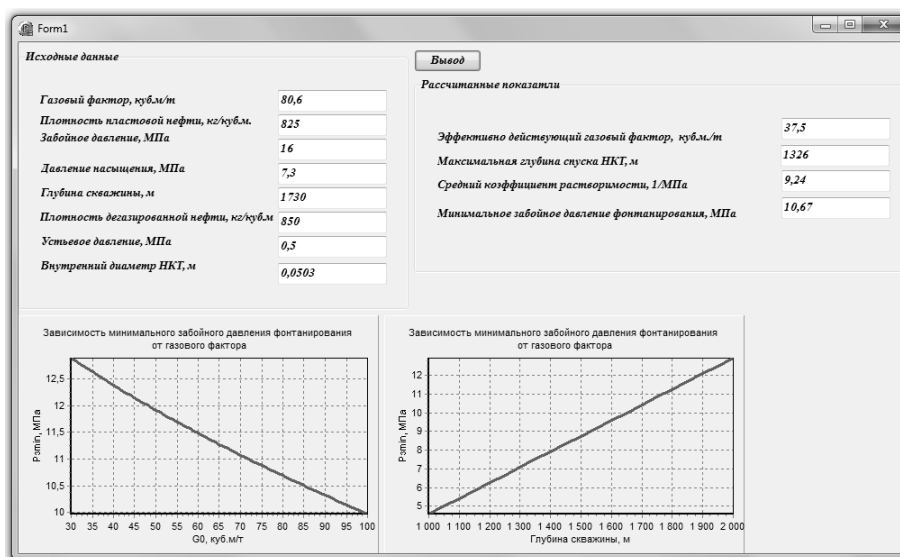 Form1
Исходные данные
Газовый фактор, куб.м/т
80,6
Плотность пластовой нефти, кг/куб.м.
825
Забойное давление, МПа
16
Давление насыщения, МПа
7,3
Глубина скважины, м
1730
Плотность дегазированной нефти, кг/куб.м
850
Устьевое давление, МПа
0,5
Внутренний диаметр НКТ, м
0,0503
Вывод
Рассчитанные показатли
Эффективно действующий газовый фактор, куб.м./т
37,5
Максимальная глубина спуска НКТ, м
1326
Средний коэффициент растворимости, 1/МПа
9,24
Минимальное забойное давление фонтанирования, МПа
10,67
Зависимость минимального забойного давления фонтанирования
от газового фактора
Pзmin, МПа
12,5
12
11,5
11
10,5
10
30 35 40 45 50 55 60 65 70 75 80 85 90 95 100
G0, куб.м/т
Зависимость минимального забойного давления фонтанирования
от газового фактора
Pзmin, МПа
12
11
10
9
8
7
6
5
1 000 1 100 1 200 1 300 1 400 1 500 1 600 1 700 1 800 1 900 2 000
Глубина скважины, м